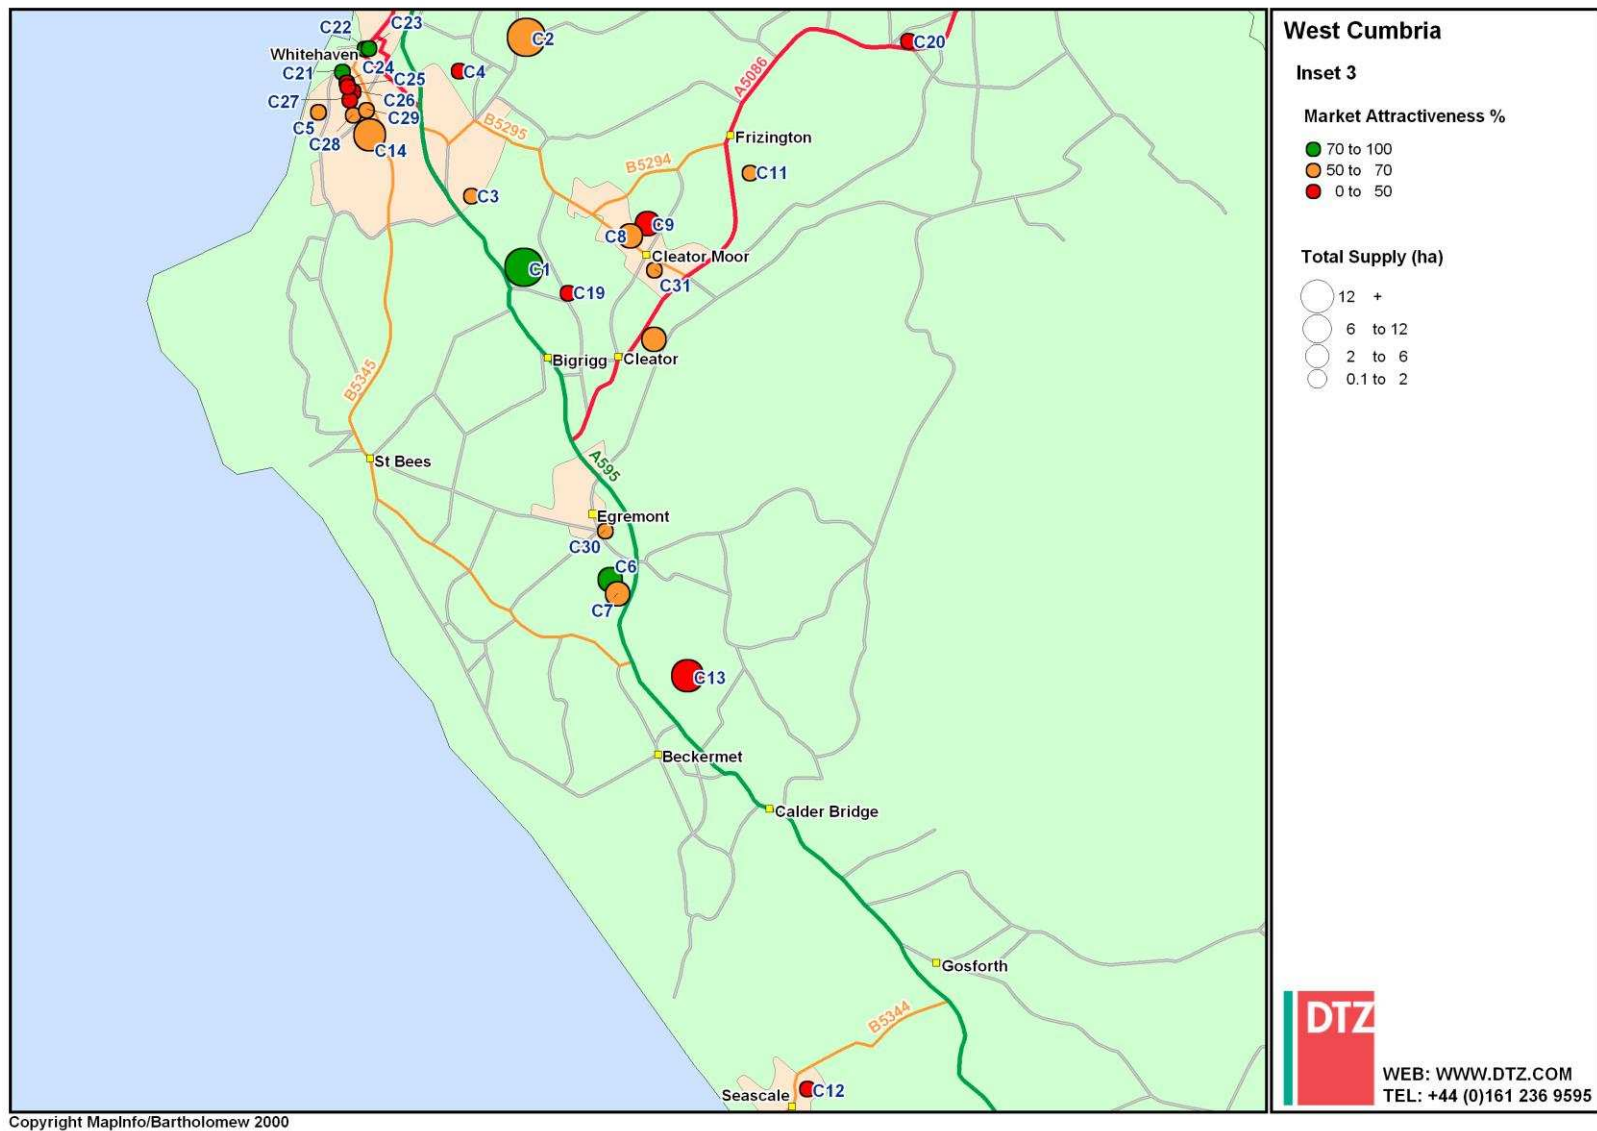 C22
C23
C2
C20
West Cumbria
Whitehaven
C24
C21
C25
C4
A5086
Inset 3
C27
C26
C29
C5
C28
C14
B5295
Frizington
B5294
C11
C3
C9
C8
Cleator Moor
C1
C31
C19
Market Attractiveness %
70 to 100
50 to 70
0 to 50
Total Supply (ha)
12 +
6 to 12
2 to 6
0.1 to 2
Bigrigg
Cleator
B5345
St Bees
A595
Egremont
C30
C6
C7
C13
Beckermet
Calder Bridge
Gosforth
B5344
Seascale
C12
DTZ
WEB: WWW.DTZ.COM
TEL: +44 (0)161 236 9595
Copyright MapInfo/Bartholomew 2000